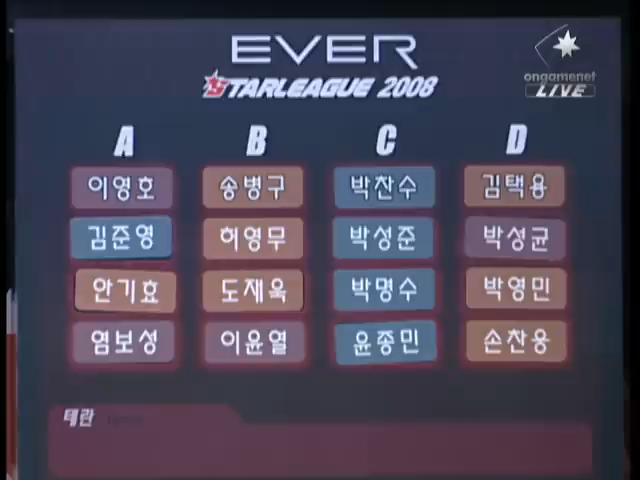 EVER
STARLEAGUE 2008
ongamenet
LIVE
A B C D
이영호 송병구 박찬수 김택용
김준영 허영무 박성준 박성균
안기효 도재욱 박명수 박영민
염보성 이윤열 윤종민 손찬웅
테란